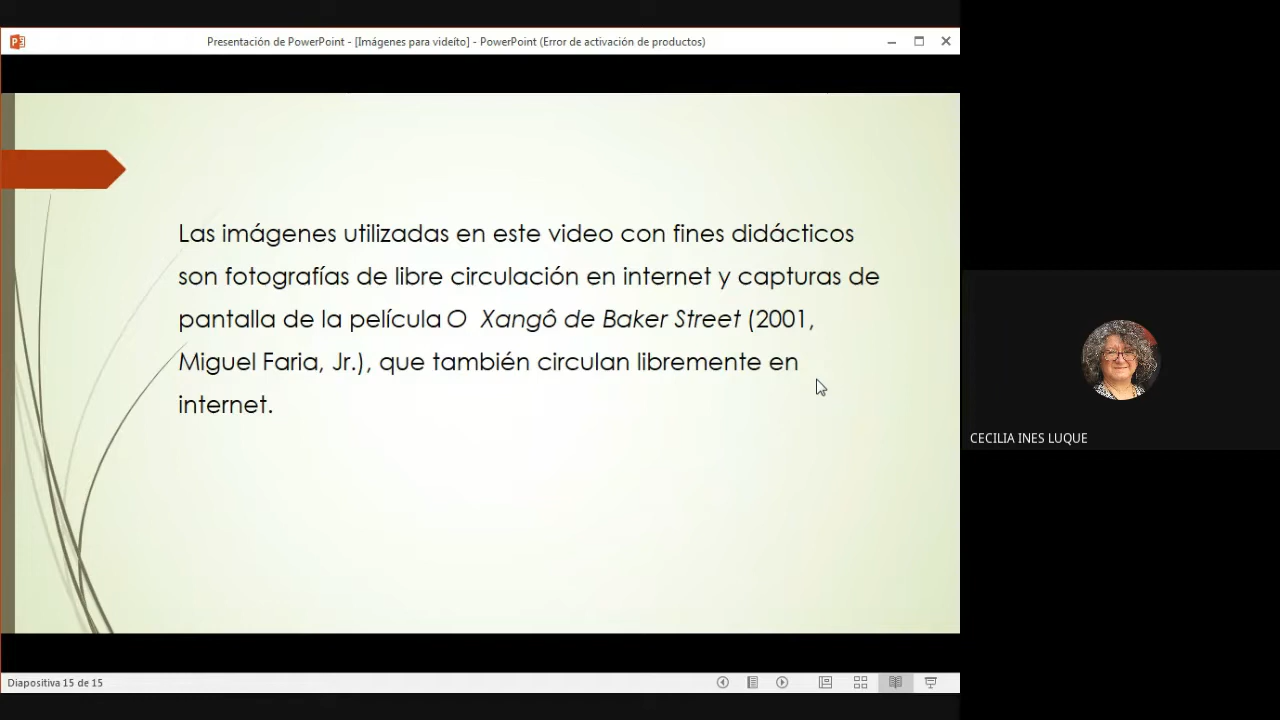 Presentación de PowerPoint - [Imágenes para videíto] - PowerPoint (Error de activación de productos)
Las imágenes utilizadas en este video con fines didácticos
son fotografías de libre circulación en internet y capturas de
pantalla de la película O Xangô de Baker Street (2001,
Miguel Faria, Jr.), que también circulan libremente en
internet.
CECILIA INES LUQUE
Diapositiva 15 de 15